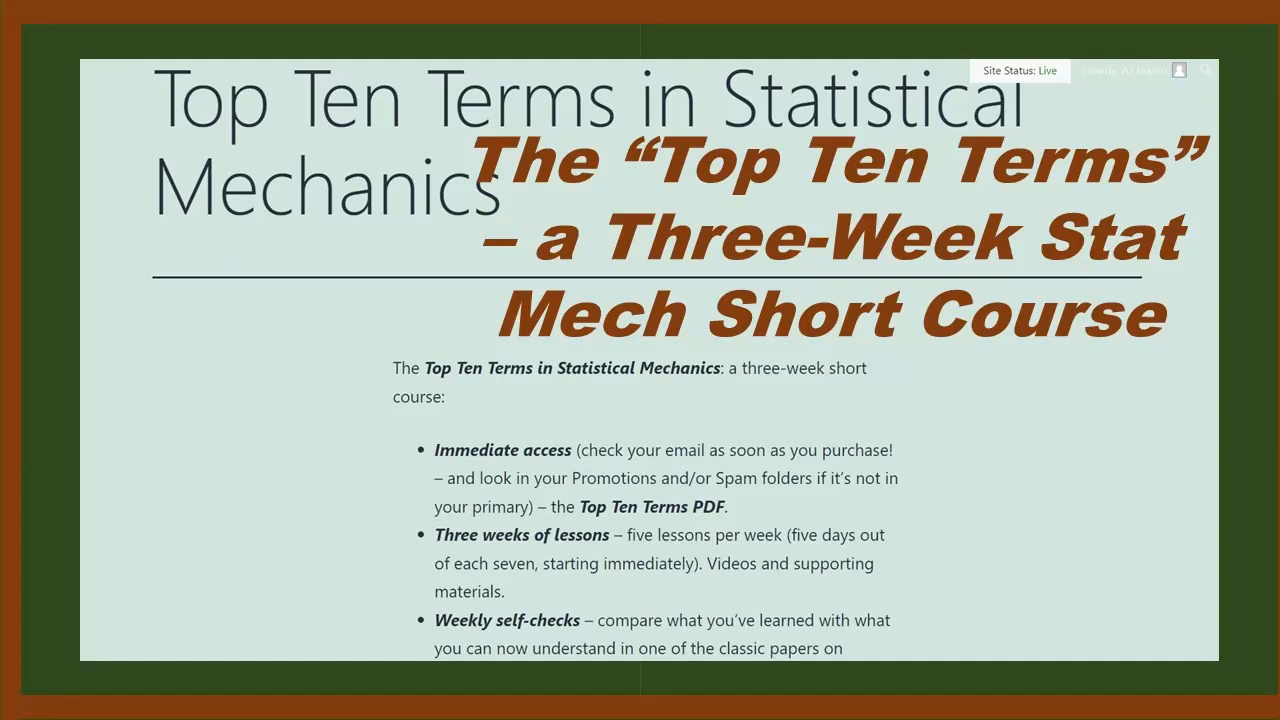 Top Ten Terms in Statistical
Mechanics
Site Status: Live
The “Top Ten Terms”
– a Three-Week Stat
Mech Short Course
The Top Ten Terms in Statistical Mechanics: a three-week short
course:
• Immediate access (check your email as soon as you purchase!
– and look in your Promotions and/or Spam folders if it’s not in
your primary) – the Top Ten Terms PDF.
• Three weeks of lessons – five lessons per week (five days out
of each seven, starting immediately). Videos and supporting
materials.
• Weekly self-checks – compare what you’ve learned with what
you can now understand in one of the classic papers on